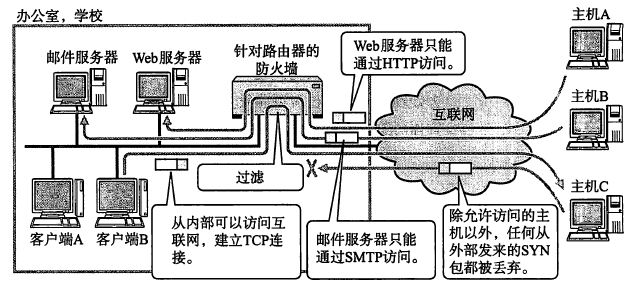 办公室，学校
邮件服务器
Web服务器
针对路由器的
防火墙
Web服务器只能
通过HTTP访问。
主机A
互联网
主机B
过滤
主机C
客户端A
客户端B
从内部可以访问互
联网，建立TCP连
接。
邮件服务器只能
通过SMTP访问。
除允许访问的主
机以外，任何从
外部发来的SYN
包都被丢弃。